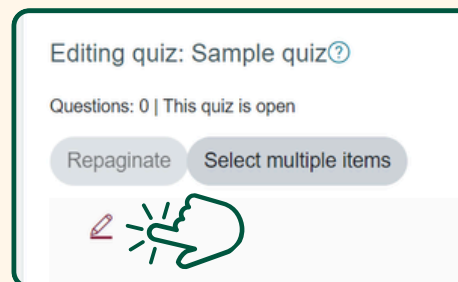 Editing quiz: Sample quiz?
Questions: 0 | This quiz is open
Repaginate Select multiple items